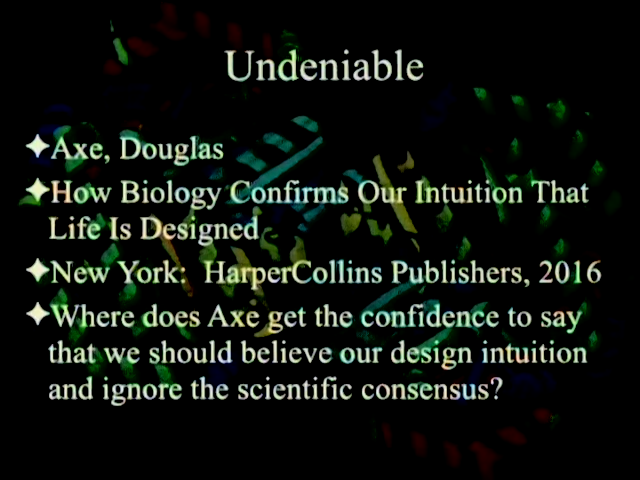 Undeniable
✦Axe, Douglas
✦How Biology Confirms Our Intuition That
Life Is Designed
✦New York:  HarperCollins Publishers, 2016
✦Where does Axe get the confidence to say
that we should believe our design intuition
and ignore the scientific consensus?